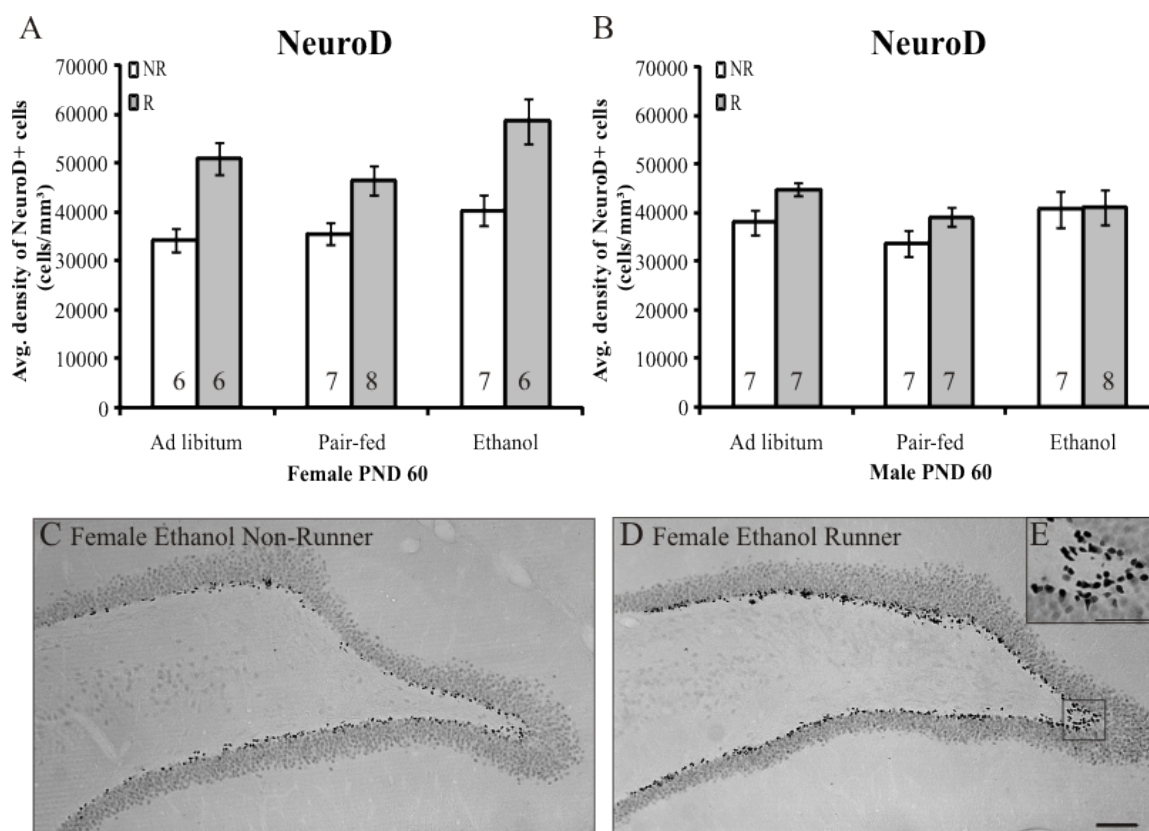 A
NeuroD
NR
R
70000
60000
50000
40000
30000
20000
10000
0
Avg. density of NeuroD+ cells
(cells/mm³)
6
6
7
8
7
6
Ad libitum
Pair-fed
Ethanol
Female PND 60
B
NeuroD
NR
R
70000
60000
50000
40000
30000
20000
10000
0
Avg. density of NeuroD+ cells
(cells/mm³)
7
7
7
7
7
8
Ad libitum
Pair-fed
Ethanol
Male PND 60
C Female Ethanol Non-Runner
D Female Ethanol Runner
E